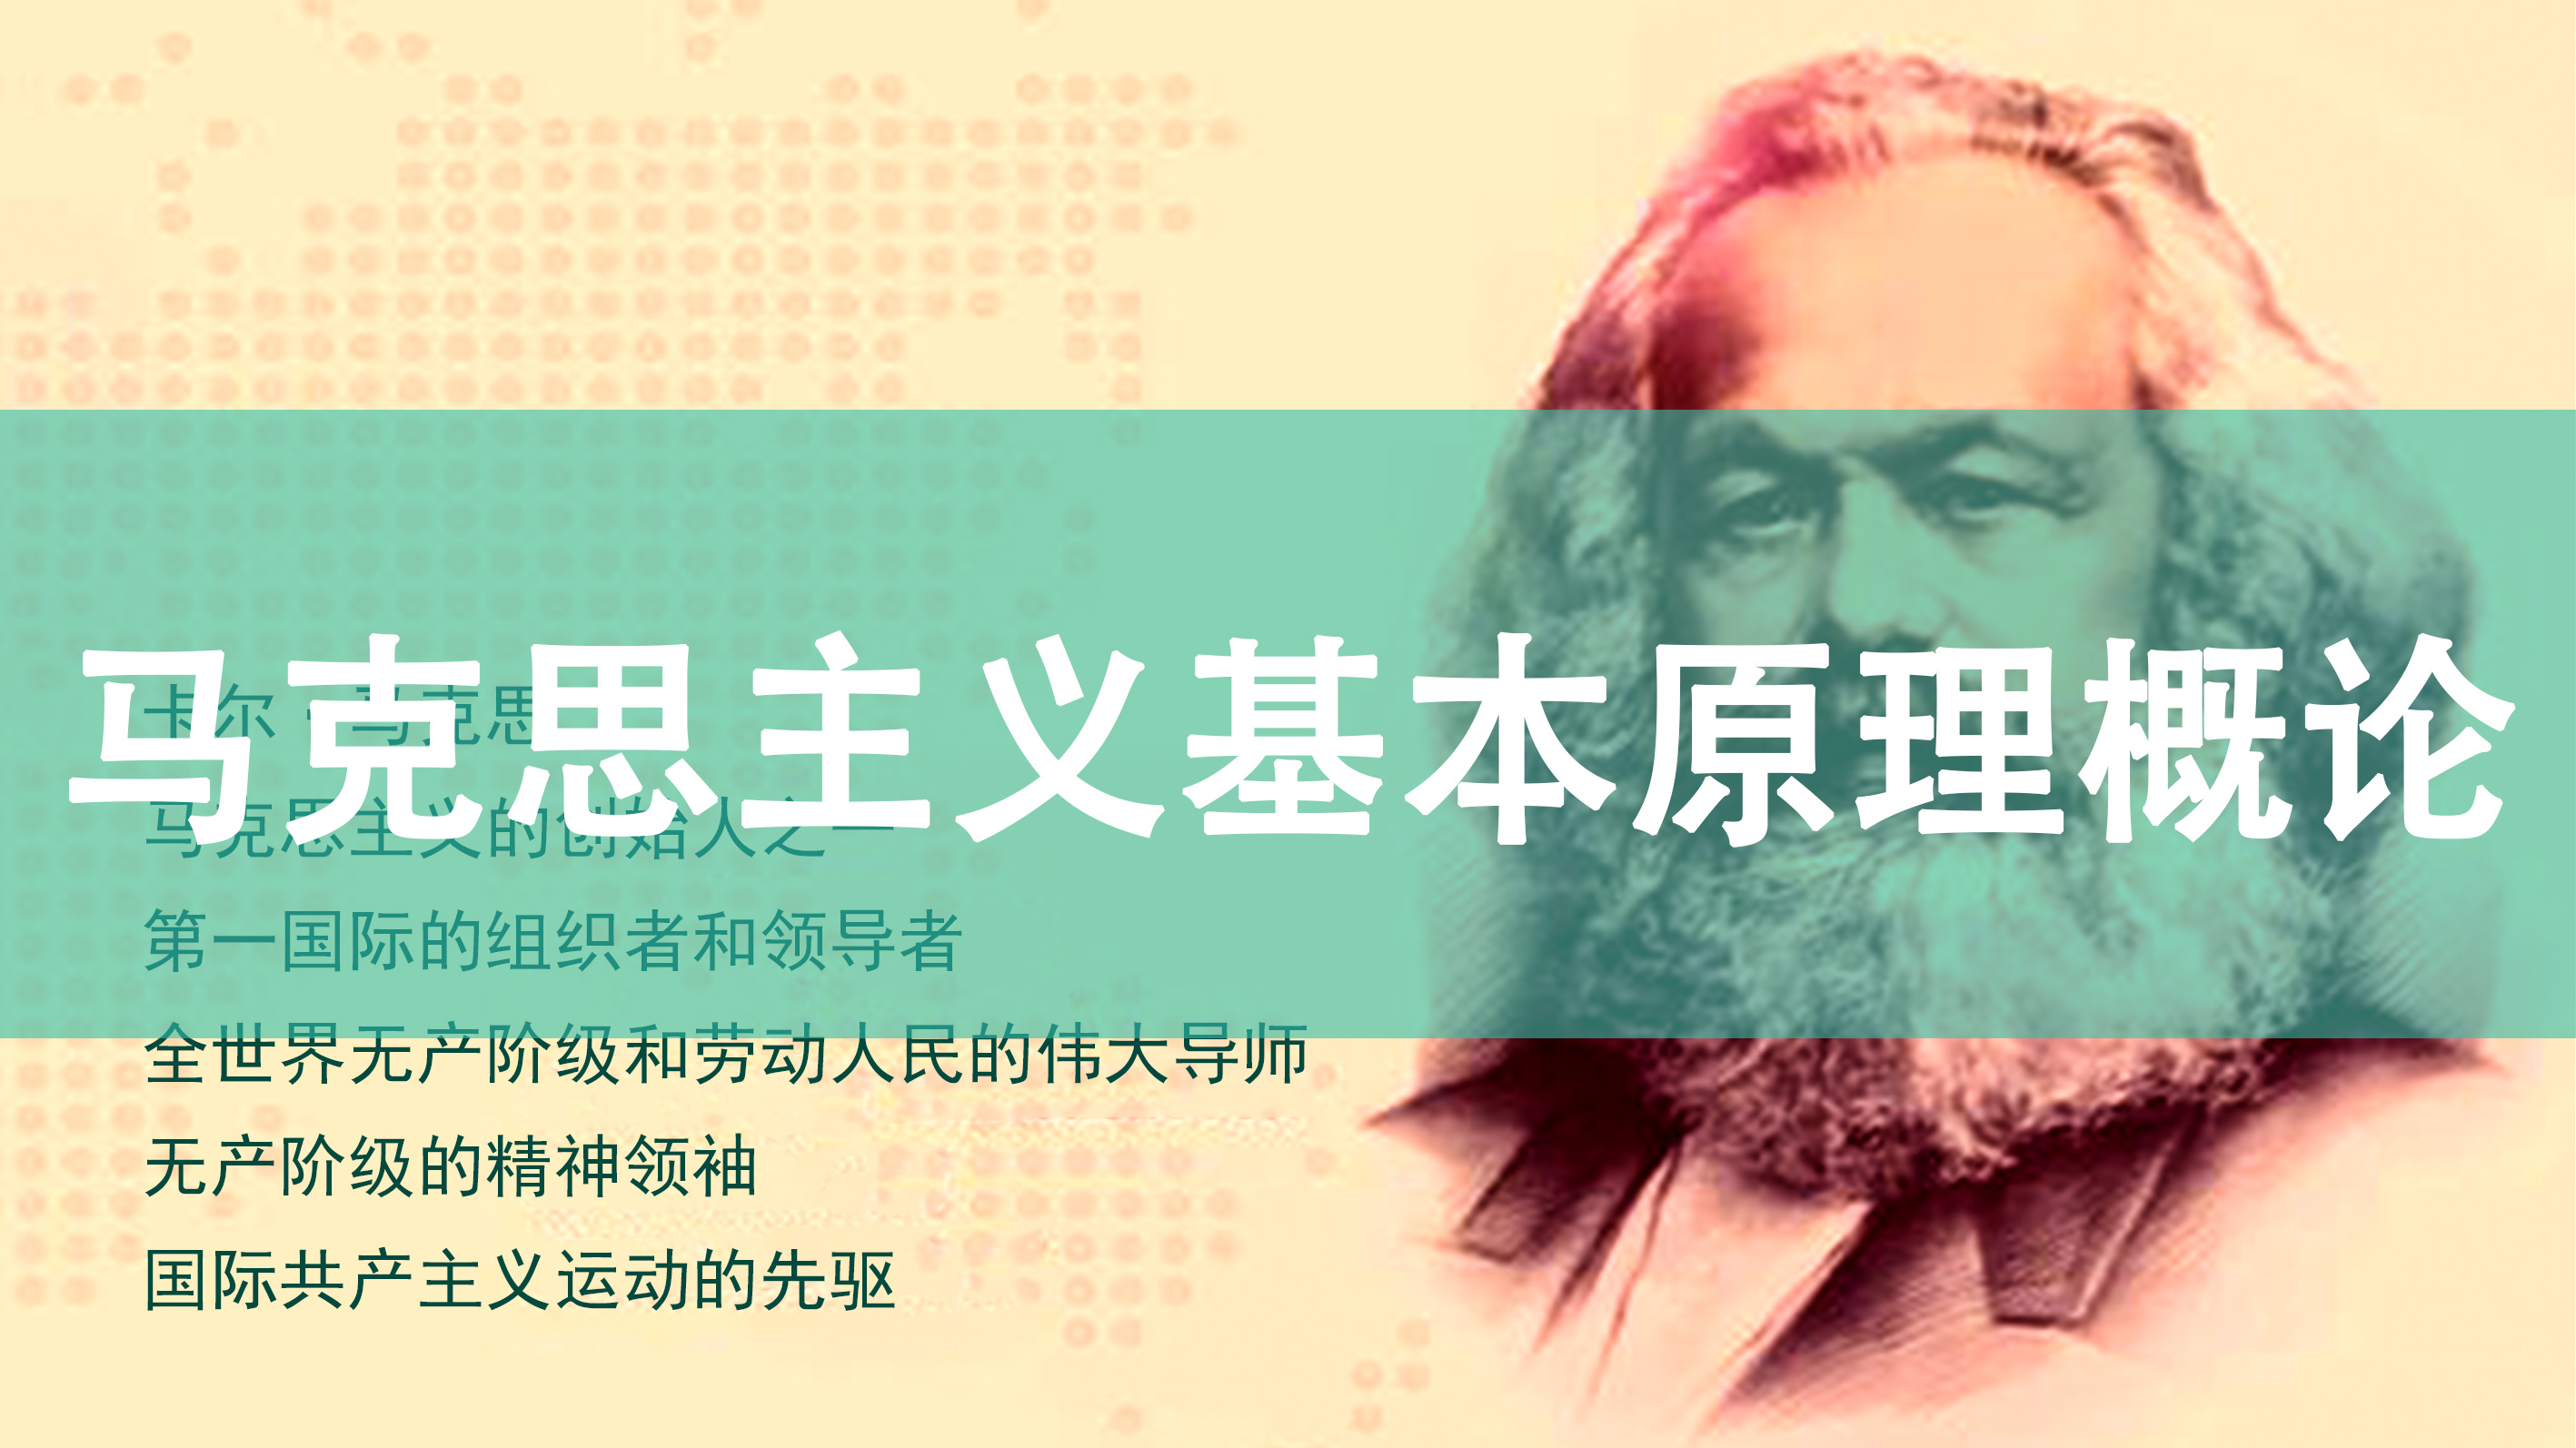 马克思主义基本原理概论
卡尔·马克思
马克思主义的创始人之一
第一国际的组织者和领导者
全世界无产阶级和劳动人民的伟大导师
无产阶级的精神领袖
国际共产主义运动的先驱